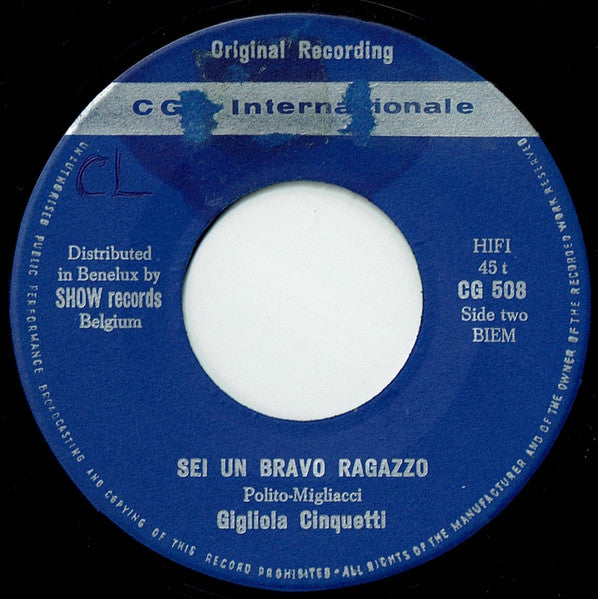 Original Recording
CG Internazionale
CL
Distributed
in Benelux by
SHOW records
Belgium
HIFI
45 t
CG 508
Side two
BIEM
SEI UN BRAVO RAGAZZO
Polito-Migliacci
Gigliola Cinquetti
UNAUTHORISED PUBLIC PERFORMANCE BROADCASTING AND COPYING OF THIS RECORD PROHIBITED • ALL RIGHTS OF THE MANUFACTURER AND OF THE OWNER OF THE RECORDED WORK RESERVED